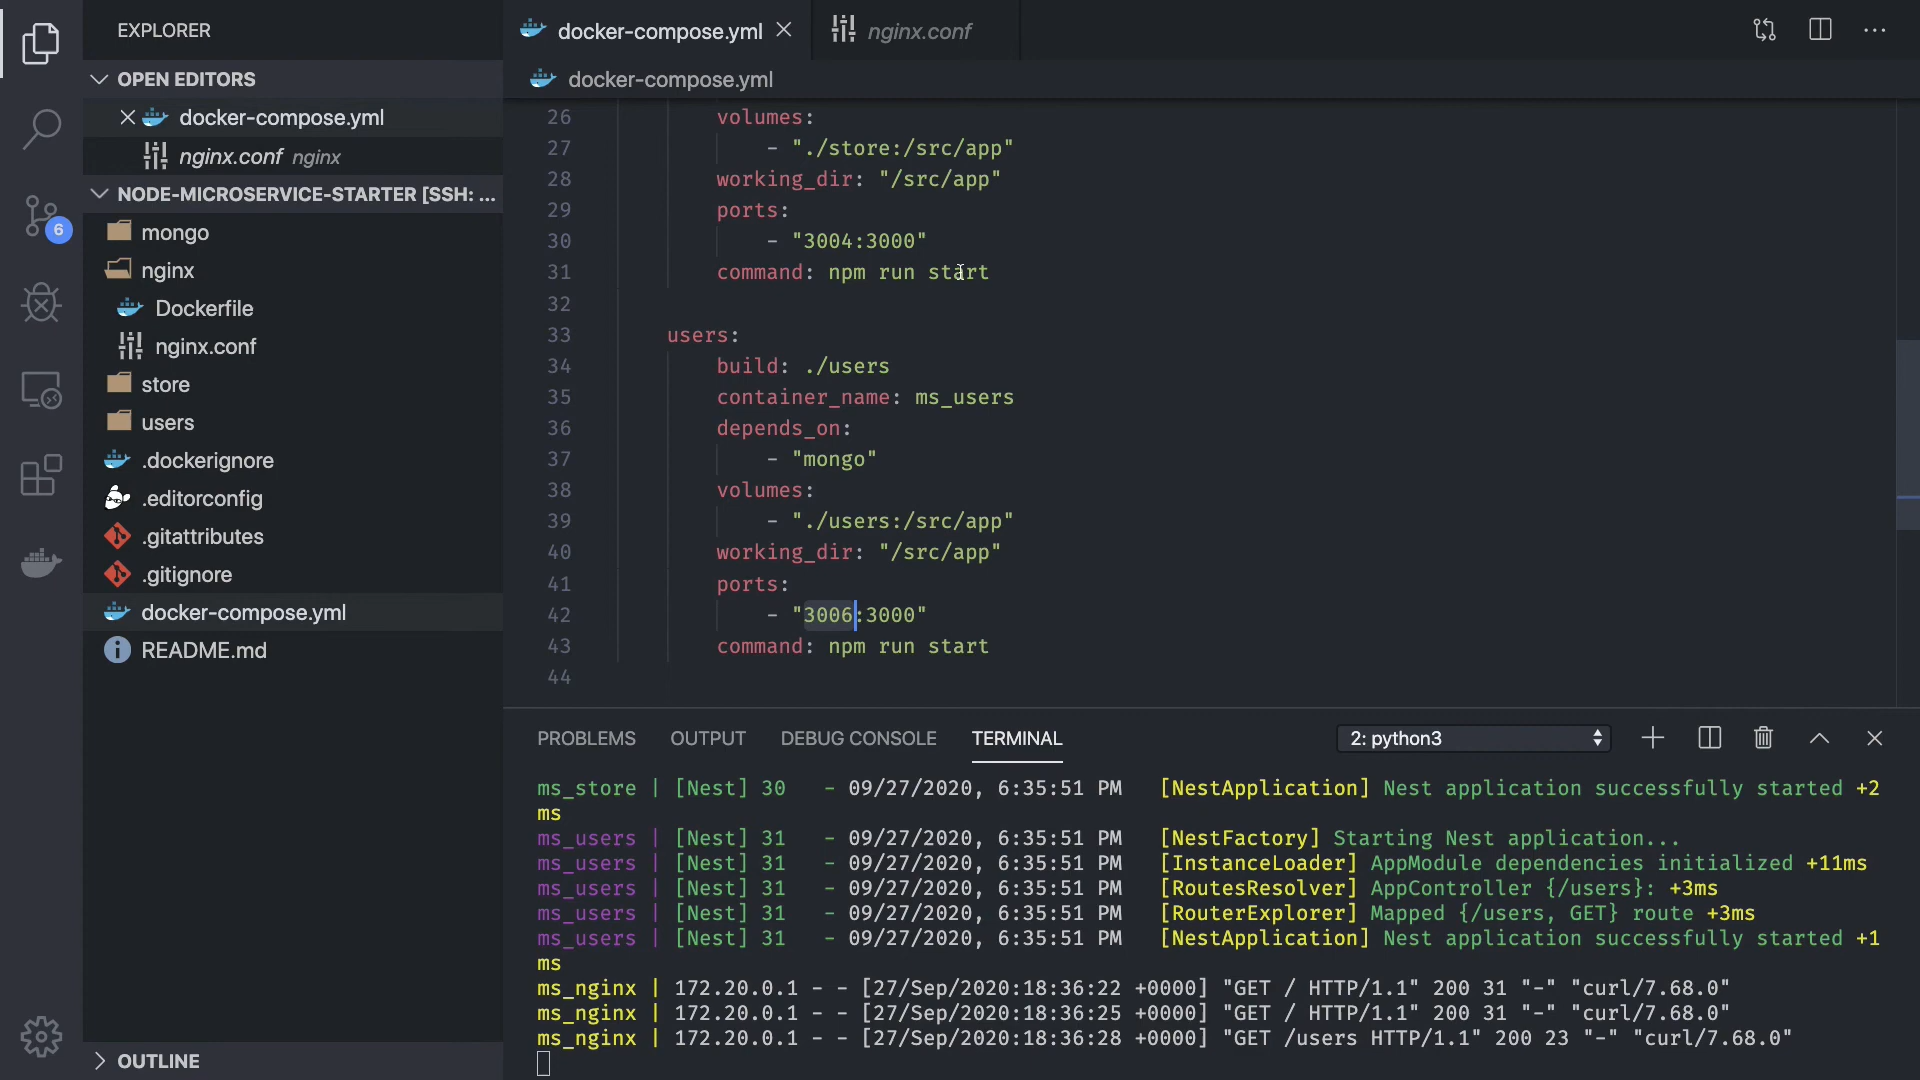 EXPLORER
OPEN EDITORS
docker-compose.yml
nginx.conf nginx
NODE-MICROSERVICE-STARTER [SSH: ...
6
mongo
nginx
Dockerfile
nginx.conf
store
users
.dockerignore
.editorconfig
.gitattributes
.gitignore
docker-compose.yml
README.md
OUTLINE
docker-compose.yml
nginx.conf
docker-compose.yml
26 volumes:
27 - "./store:/src/app"
28 working_dir: "/src/app"
29 ports:
30 - "3004:3000"
31 command: npm run start
32
33 users:
34 build: ./users
35 container_name: ms_users
36 depends_on:
37 - "mongo"
38 volumes:
39 - "./users:/src/app"
40 working_dir: "/src/app"
41 ports:
42 - "3006:3000"
43 command: npm run start
44
PROBLEMS OUTPUT DEBUG CONSOLE TERMINAL 2: python3
ms_store | [Nest] 30 - 09/27/2020, 6:35:51 PM [NestApplication] Nest application successfully started +2
ms
ms_users | [Nest] 31 - 09/27/2020, 6:35:51 PM [NestFactory] Starting Nest application...
ms_users | [Nest] 31 - 09/27/2020, 6:35:51 PM [InstanceLoader] AppModule dependencies initialized +11ms
ms_users | [Nest] 31 - 09/27/2020, 6:35:51 PM [RoutesResolver] AppController {/users}: +3ms
ms_users | [Nest] 31 - 09/27/2020, 6:35:51 PM [RouterExplorer] Mapped {/users, GET} route +3ms
ms_users | [Nest] 31 - 09/27/2020, 6:35:51 PM [NestApplication] Nest application successfully started +1
ms
ms_nginx | 172.20.0.1 - - [27/Sep/2020:18:36:22 +0000] "GET / HTTP/1.1" 200 31 "-" "curl/7.68.0"
ms_nginx | 172.20.0.1 - - [27/Sep/2020:18:36:25 +0000] "GET / HTTP/1.1" 200 31 "-" "curl/7.68.0"
ms_nginx | 172.20.0.1 - - [27/Sep/2020:18:36:28 +0000] "GET /users HTTP/1.1" 200 23 "-" "curl/7.68.0"